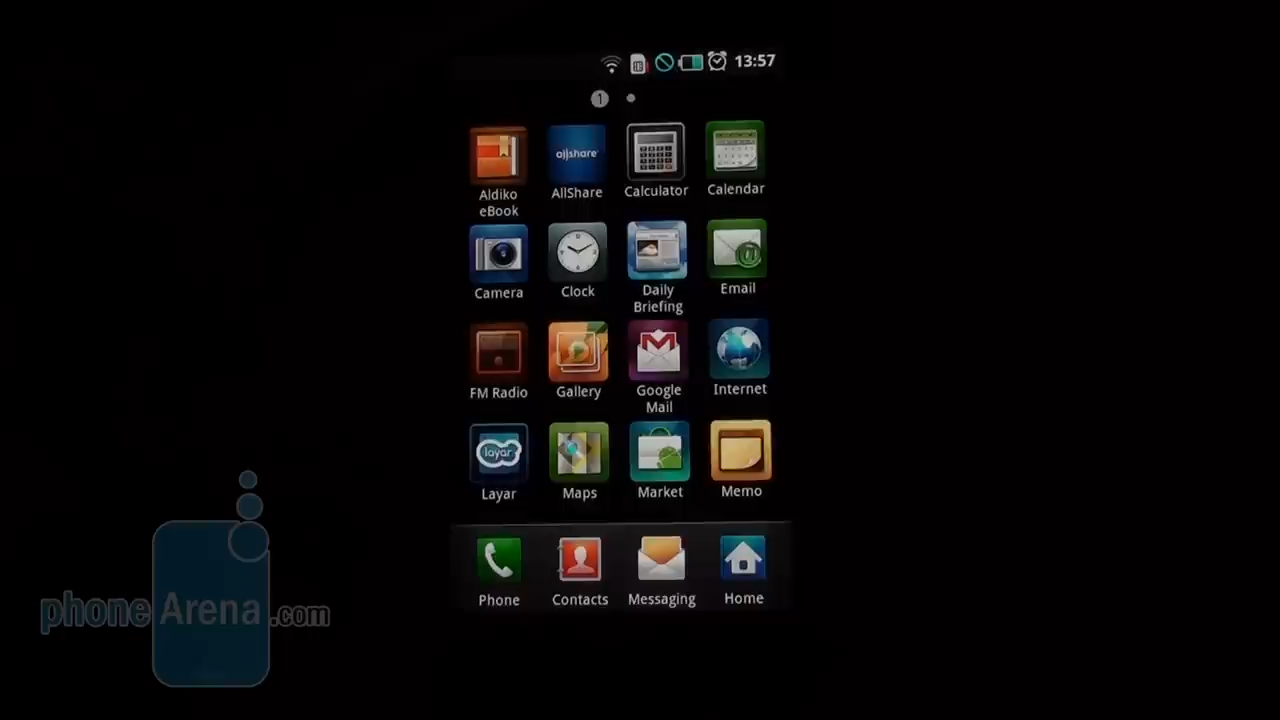 13:57
1
allshare
Aldiko eBook
AllShare
Calculator
Calendar
@
Camera
Clock
Daily Briefing
Email
FM Radio
Gallery
Google Mail
Internet
layar
Layar
Maps
Market
Memo
Phone
Contacts
Messaging
Home
phoneArena.com